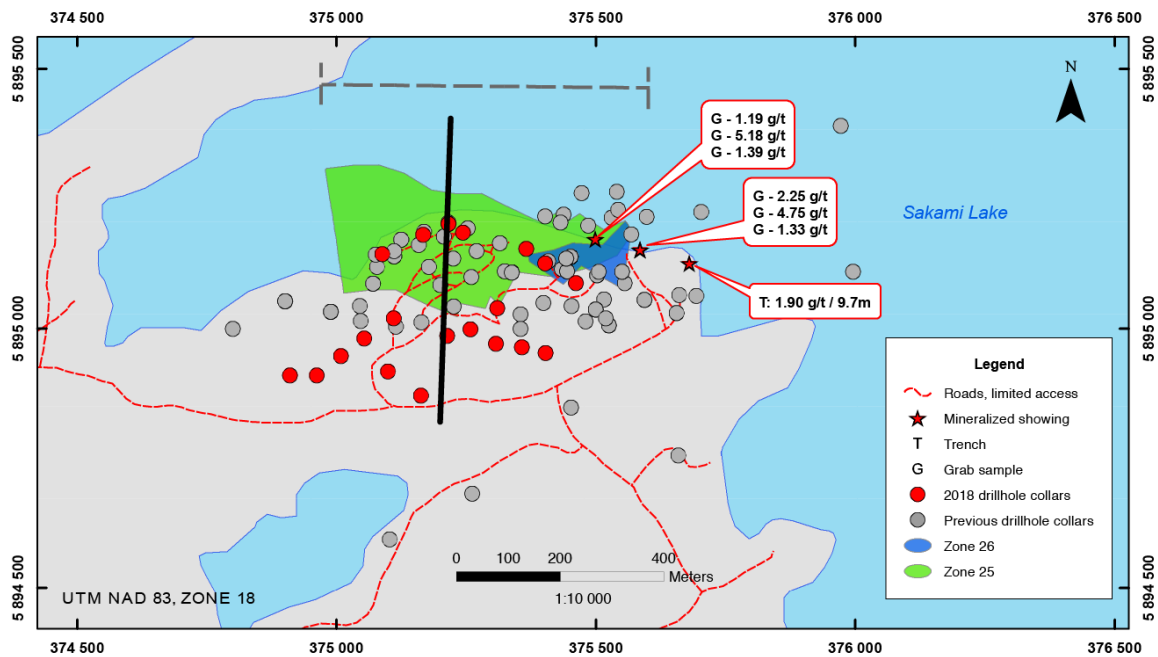 374 500
375 000
375 500
376 000
376 500
5 895 500
5 895 500
N
G - 1.19 g/t
G - 5.18 g/t
G - 1.39 g/t
G - 2.25 g/t
G - 4.75 g/t
G - 1.33 g/t
Sakami Lake
T: 1.90 g/t / 9.7m
5 895 000
5 895 000
Legend
Roads, limited access
Mineralized showing
T Trench
G Grab sample
2018 drillhole collars
Previous drillhole collars
Zone 26
Zone 25
0 100 200 400
Meters
1:10 000
UTM NAD 83, ZONE 18
5 894 500
5 894 500
374 500
375 000
375 500
376 000
376 500